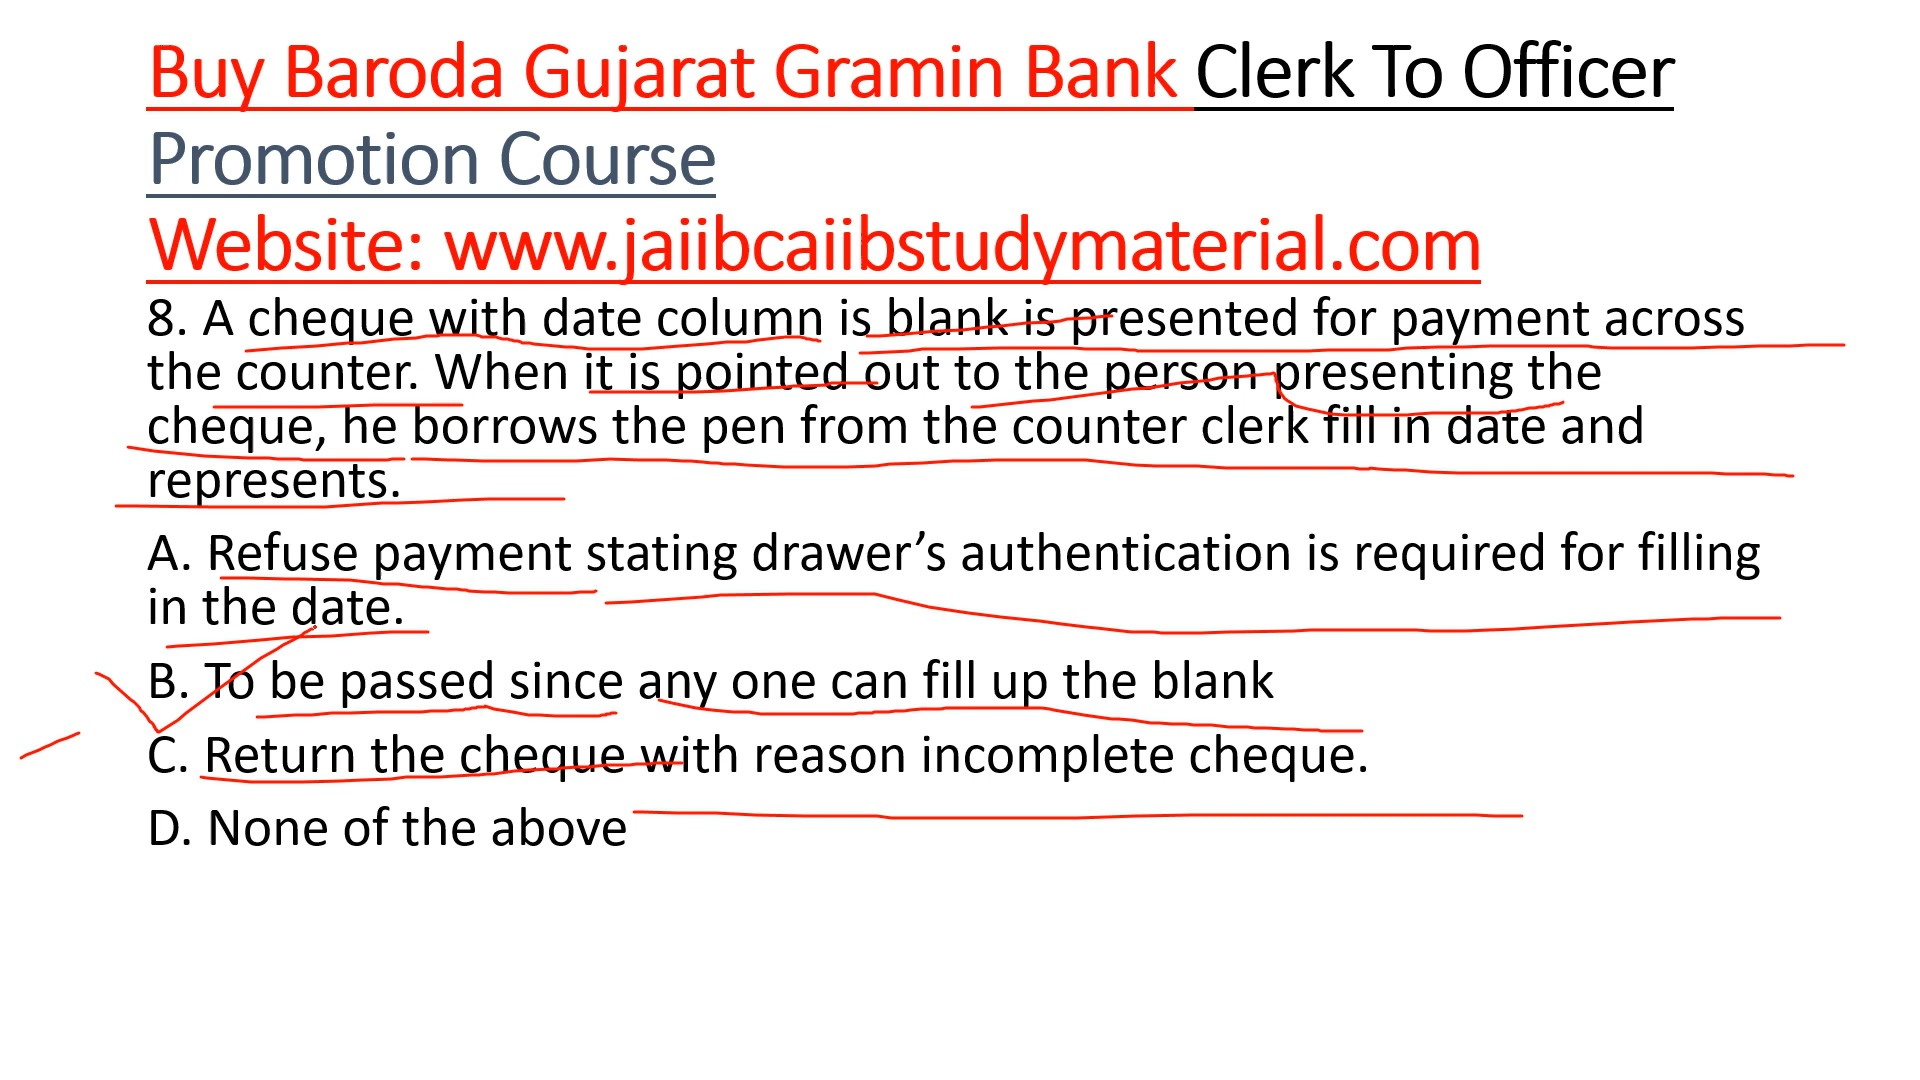 Buy Baroda Gujarat Gramin Bank Clerk To Officer
Promotion Course
Website: www.jaiibcaiibstudymaterial.com
8. A cheque with date column is blank is presented for payment across
the counter. When it is pointed out to the person presenting the
cheque, he borrows the pen from the counter clerk fill in date and
represents.
A. Refuse payment stating drawer’s authentication is required for filling
in the date.
B. To be passed since any one can fill up the blank
C. Return the cheque with reason incomplete cheque.
D. None of the above